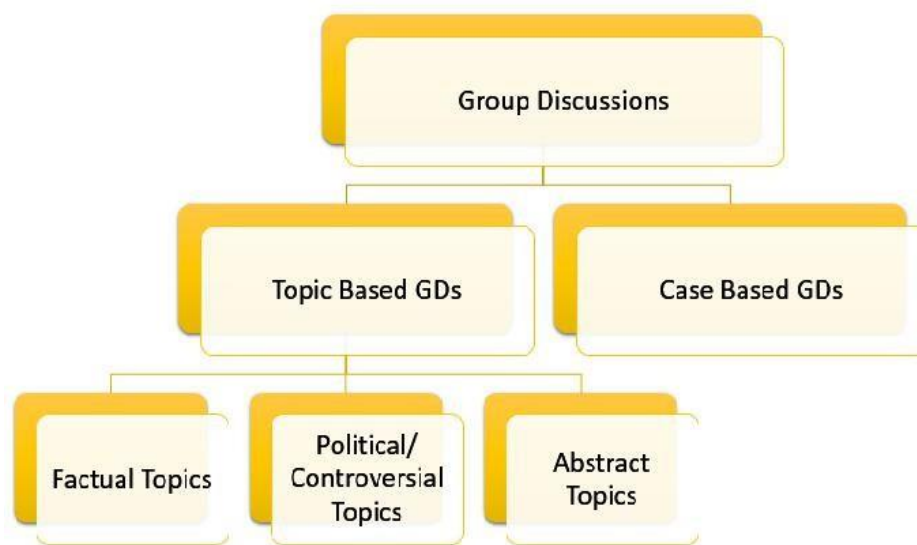 Group Discussions
Topic Based GDs
Case Based GDs
Factual Topics
Political/
Controversial
Topics
Abstract
Topics